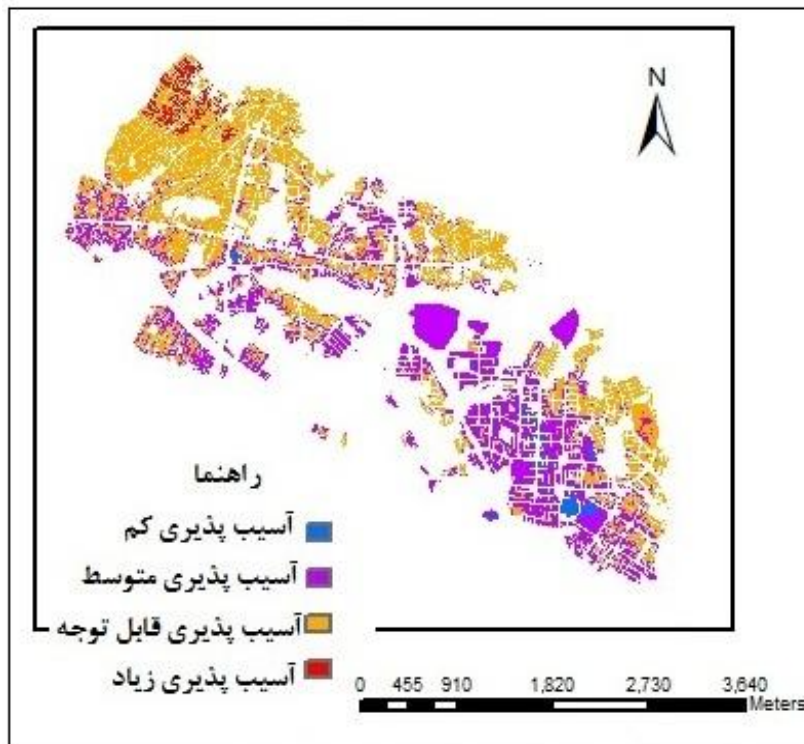 N
راهنما
آسیب پذیری کم
آسیب پذیری متوسط
آسیب پذیری قابل توجه
آسیب پذیری زیاد
0 455 910 1,820 2,730 3,640
Meters